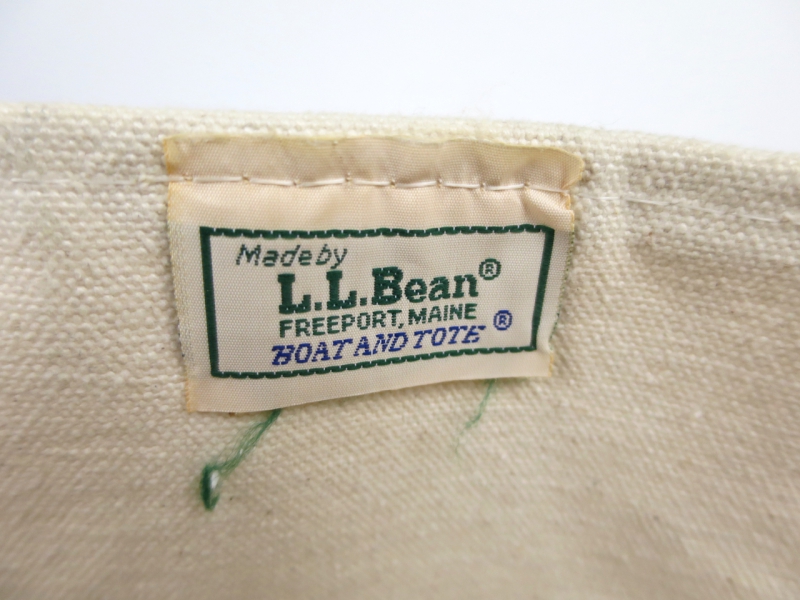 Made by
L.L.Bean®
FREEPORT, MAINE
BOAT AND TOTE ®